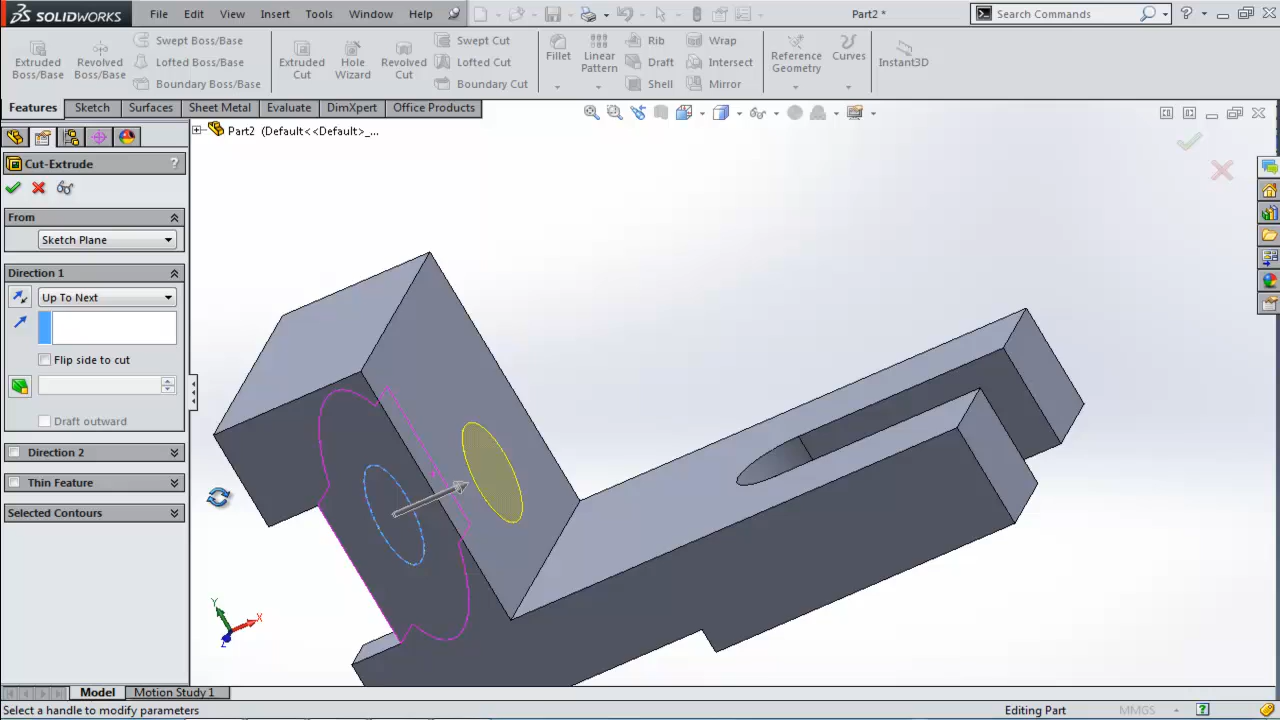 SOLIDWORKS File Edit View Insert Tools Window Help Part2 * Search Commands ?
Extruded Boss/Base
Revolved Boss/Base
Swept Boss/Base
Lofted Boss/Base
Boundary Boss/Base
Extruded Cut
Hole Wizard
Revolved Cut
Swept Cut
Lofted Cut
Boundary Cut
Fillet
Linear Pattern
Rib
Draft
Shell
Wrap
Intersect
Mirror
Reference Geometry
Curves
Instant3D
Features Sketch Surfaces Sheet Metal Evaluate DimXpert Office Products
Part2 (Default<<Default>_...
Cut-Extrude ?
From
Sketch Plane
Direction 1
Up To Next
Flip side to cut
Draft outward
Direction 2
Thin Feature
Selected Contours
Y
X
Z
Model Motion Study 1
Select a handle to modify parameters Editing Part MMGS ?